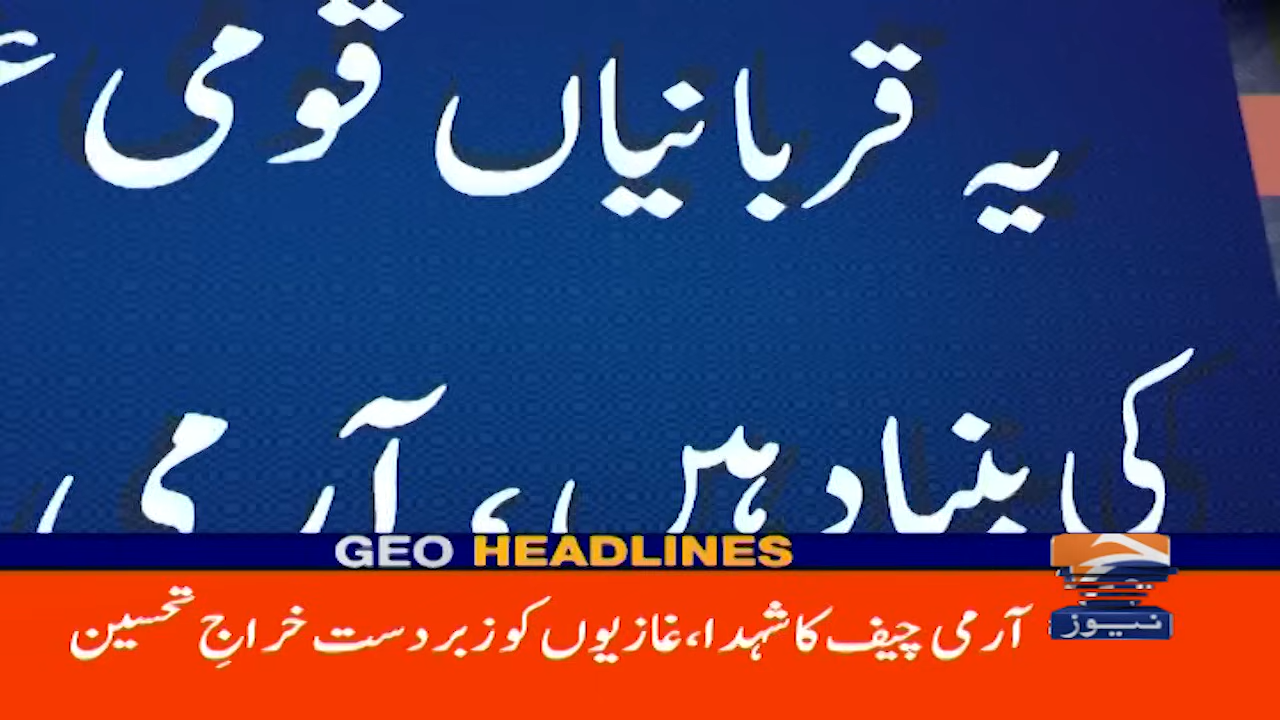 یہ قربانیاں قومی
کی بنیاد ہیں، آرمی
GEO HEADLINES
آرمی چیف کا شہدا، غازیوں کو زبردست خراجِ تحسین
نیوز